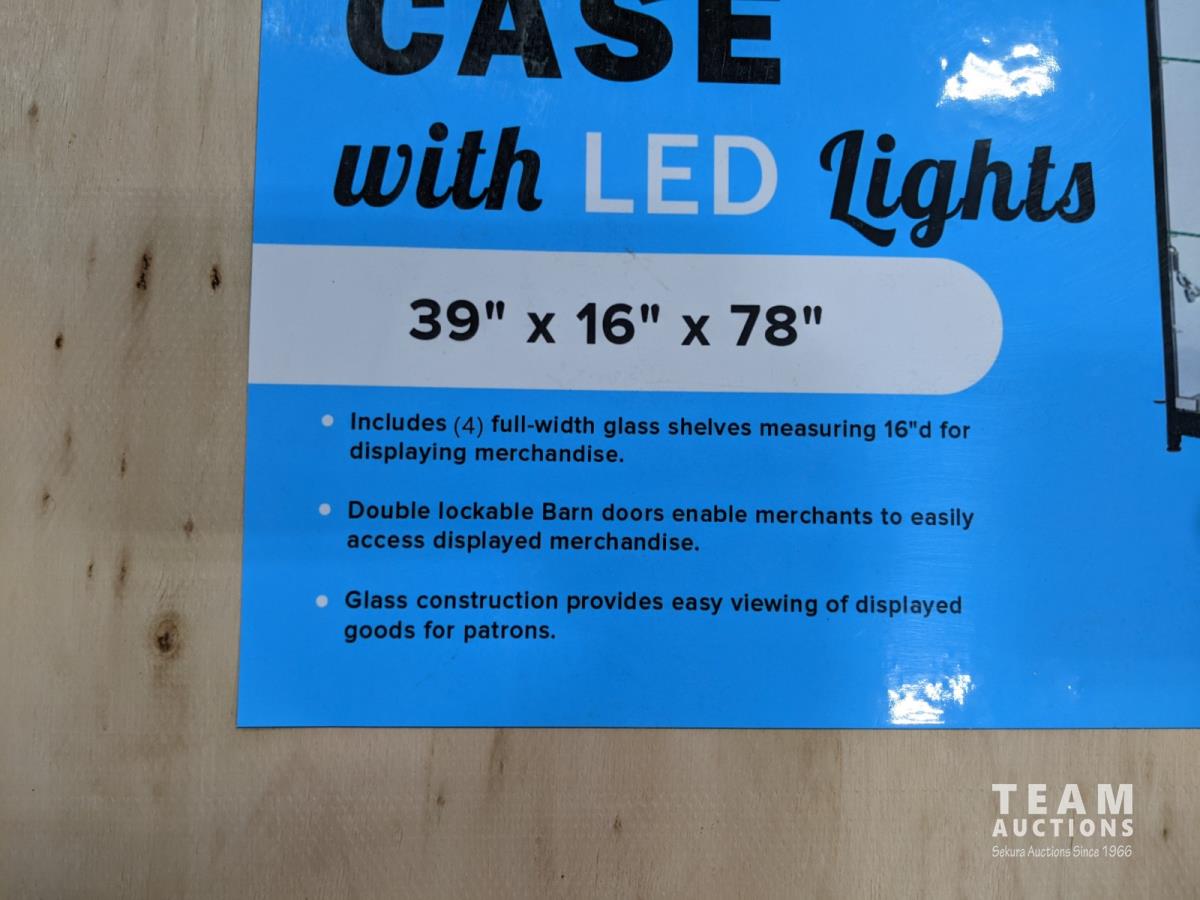 CASE
with LED Lights
39" x 16" x 78"
Includes (4) full-width glass shelves measuring 16"d for
displaying merchandise.
Double lockable Barn doors enable merchants to easily
access displayed merchandise.
Glass construction provides easy viewing of displayed
goods for patrons.
TEAM
AUCTIONS
Sekura Auctions Since 1966